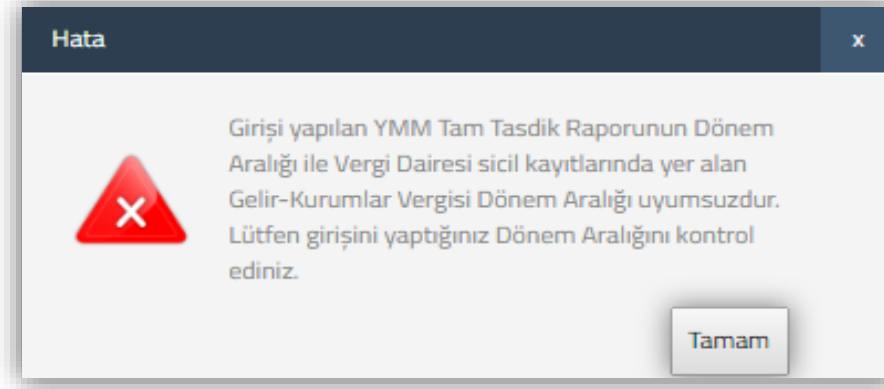 Hata
x
Girişi yapılan YMM Tam Tasdik Raporunun Dönem
Aralığı ile Vergi Dairesi sicil kayıtlarında yer alan
Gelir-Kurumlar Vergisi Dönem Aralığı uyumsuzdur.
Lütfen girişini yaptığınız Dönem Aralığını kontrol
ediniz.
Tamam